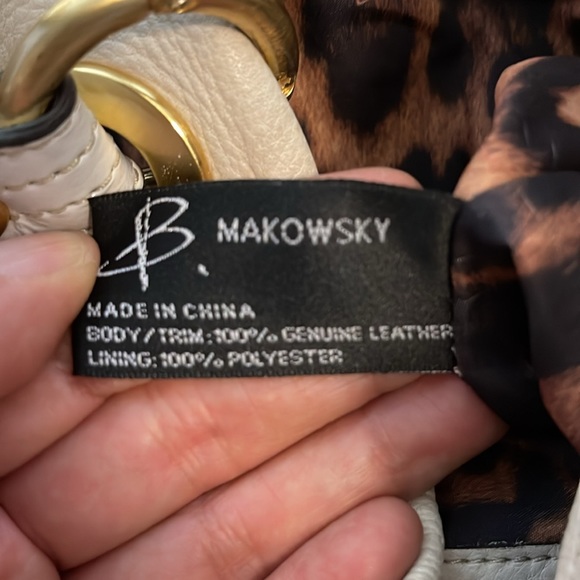 B. MAKOWSKY
MADE IN CHINA
BODY/TRIM:100% GENUINE LEATHER
LINING:100% POLYESTER